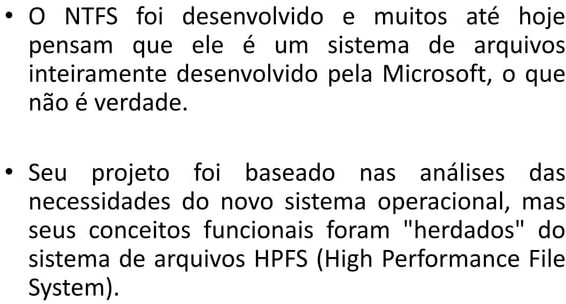 • O NTFS foi desenvolvido e muitos até hoje
pensam que ele é um sistema de arquivos
inteiramente desenvolvido pela Microsoft, o que
não é verdade.
• Seu projeto foi baseado nas análises das
necessidades do novo sistema operacional, mas
seus conceitos funcionais foram "herdados" do
sistema de arquivos HPFS (High Performance File
System).